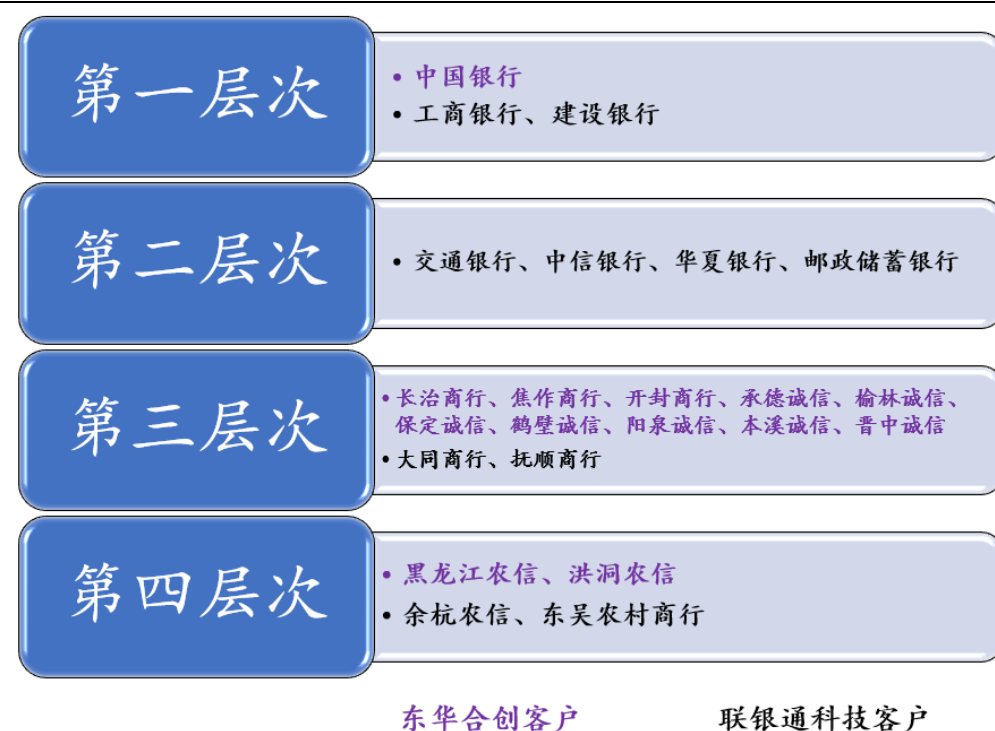 第一层次
• 中国银行
• 工商银行、建设银行
第二层次
• 交通银行、中信银行、华夏银行、邮政储蓄银行
第三层次
• 长治商行、焦作商行、开封商行、承德诚信、榆林诚信、
保定诚信、鹤壁诚信、阳泉诚信、本溪诚信、晋中诚信
• 大同商行、抚顺商行
第四层次
• 黑龙江农信、洪洞农信
• 余杭农信、东吴农村商行
东华合创客户 联银通科技客户